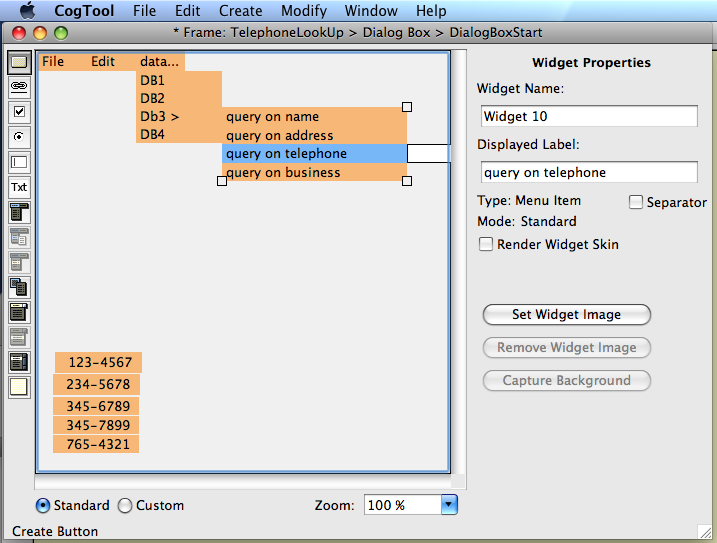 CogTool File Edit Create Modify Window Help
* Frame: TelephoneLookUp > Dialog Box > DialogBoxStart
File Edit data...
DB1
DB2
Db3 > query on name
DB4 query on address
query on telephone
query on business
Txt
123-4567
234-5678
345-6789
345-7899
765-4321
Widget Properties
Widget Name:
Widget 10
Displayed Label:
query on telephone
Type: Menu Item Separator
Mode: Standard
Render Widget Skin
Set Widget Image
Remove Widget Image
Capture Background
Standard Custom Zoom: 100 %
Create Button